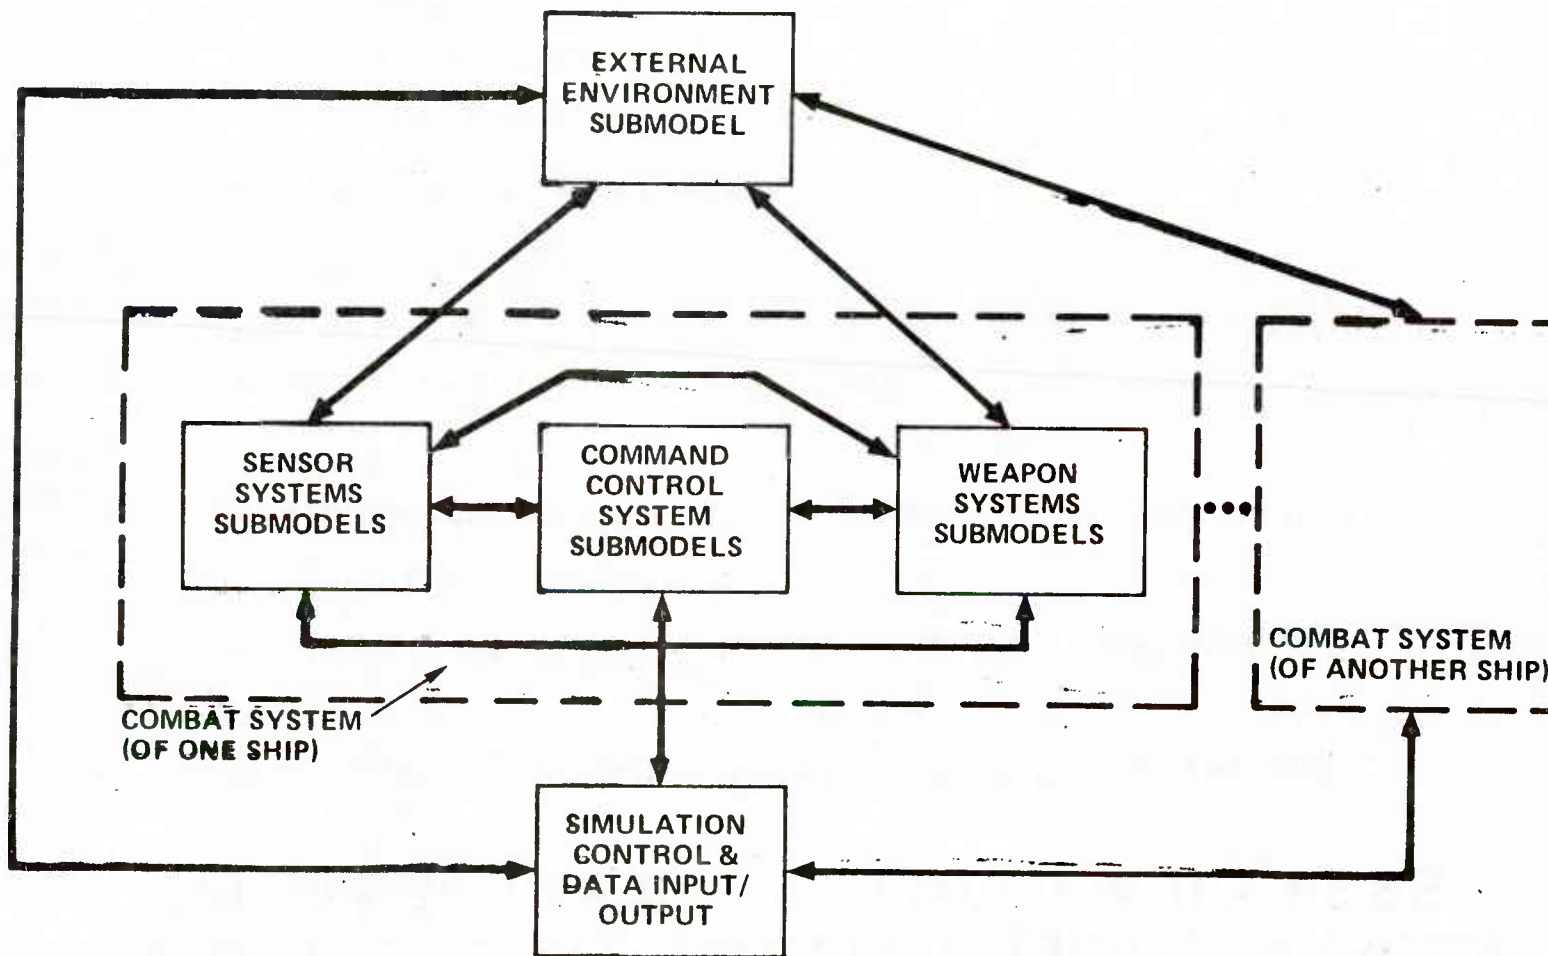 EXTERNAL
ENVIRONMENT
SUBMODEL
SENSOR
SYSTEMS
SUBMODELS
COMMAND
CONTROL
SYSTEM
SUBMODELS
WEAPON
SYSTEMS
SUBMODELS
COMBAT SYSTEM
(OF ANOTHER SHIP)
COMBAT SYSTEM
(OF ONE SHIP)
SIMULATION
CONTROL &
DATA INPUT/
OUTPUT